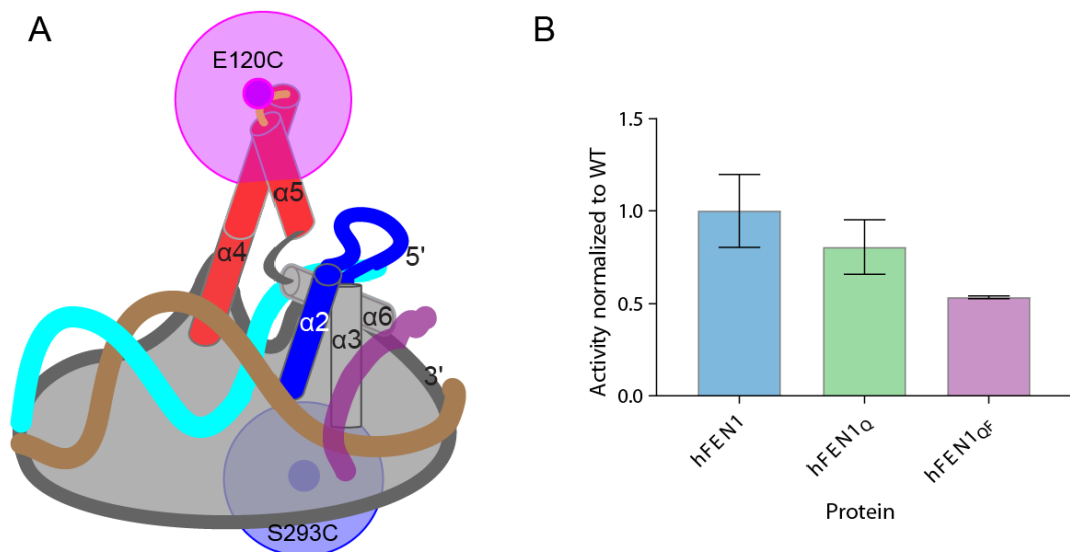 A
E120C
α5
α4
5'
α2
α3
α6
3'
S293C
B
Activity normalized to WT
1.5
1.0
0.5
0.0
hFEN1
hFEN1Q
hFEN1QF
Protein